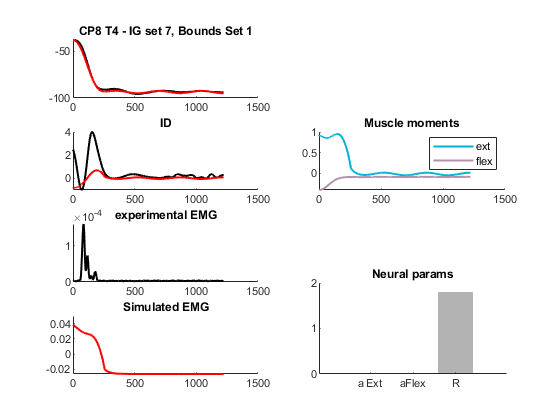 CP8 T4 - IG set 7, Bounds Set 1
-50
-100
0 500 1000 1500
ID
4
2
0
0 500 1000 1500
Muscle moments
1
0.5
0
ext
flex
0 500 1000 1500
experimental EMG
×10^-4
1
0
0 500 1000 1500
Simulated EMG
0.04
0.02
0
-0.02
0 500 1000 1500
Neural params
2
1
0
a Ext aFlex R